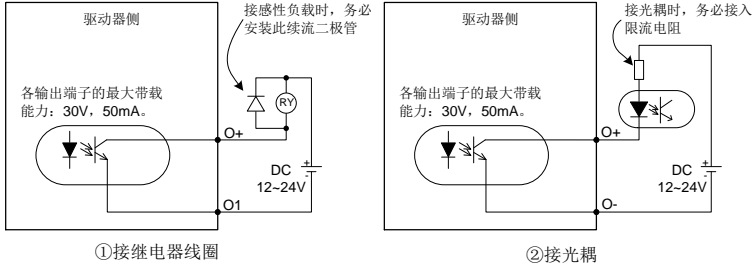 驱动器侧
接感性负载时，务必
安装此续流二极管
各输出端子的最大带载
能力：30V，50mA。
RY
O+
+
-
DC
12~24V
O1
①接继电器线圈
驱动器侧
接光耦时，务必接入
限流电阻
各输出端子的最大带载
能力：30V，50mA。
O+
+
-
DC
12~24V
O-
②接光耦